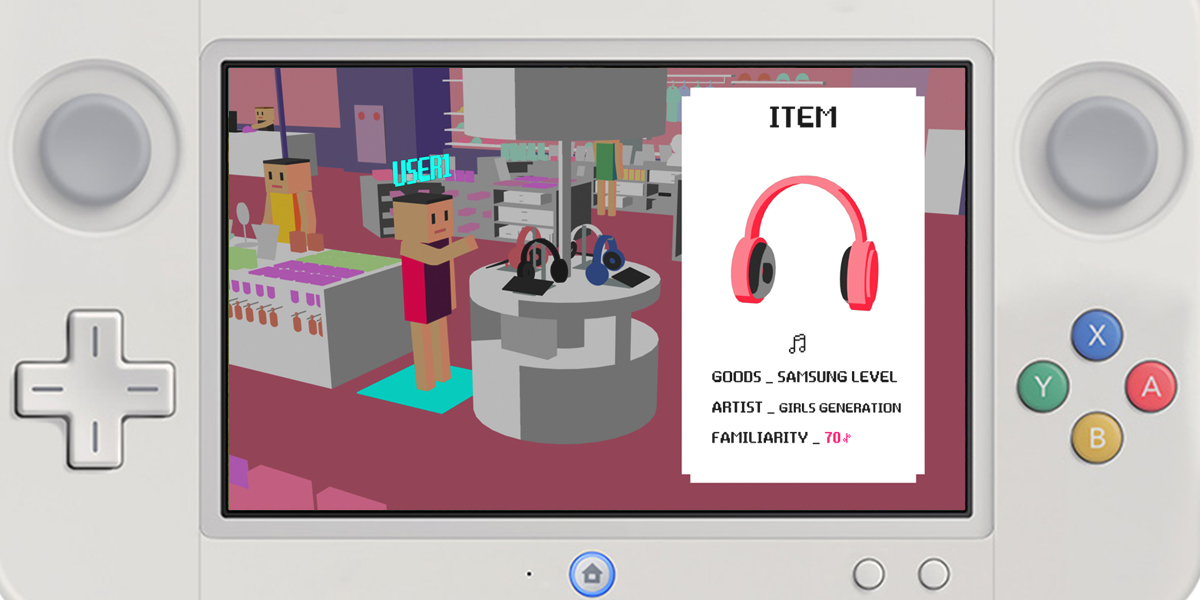 USER1
ITEM
GOODS _ SAMSUNG LEVEL
ARTIST _ GIRLS GENERATION
FAMILIARITY _ 70
X
Y
A
B